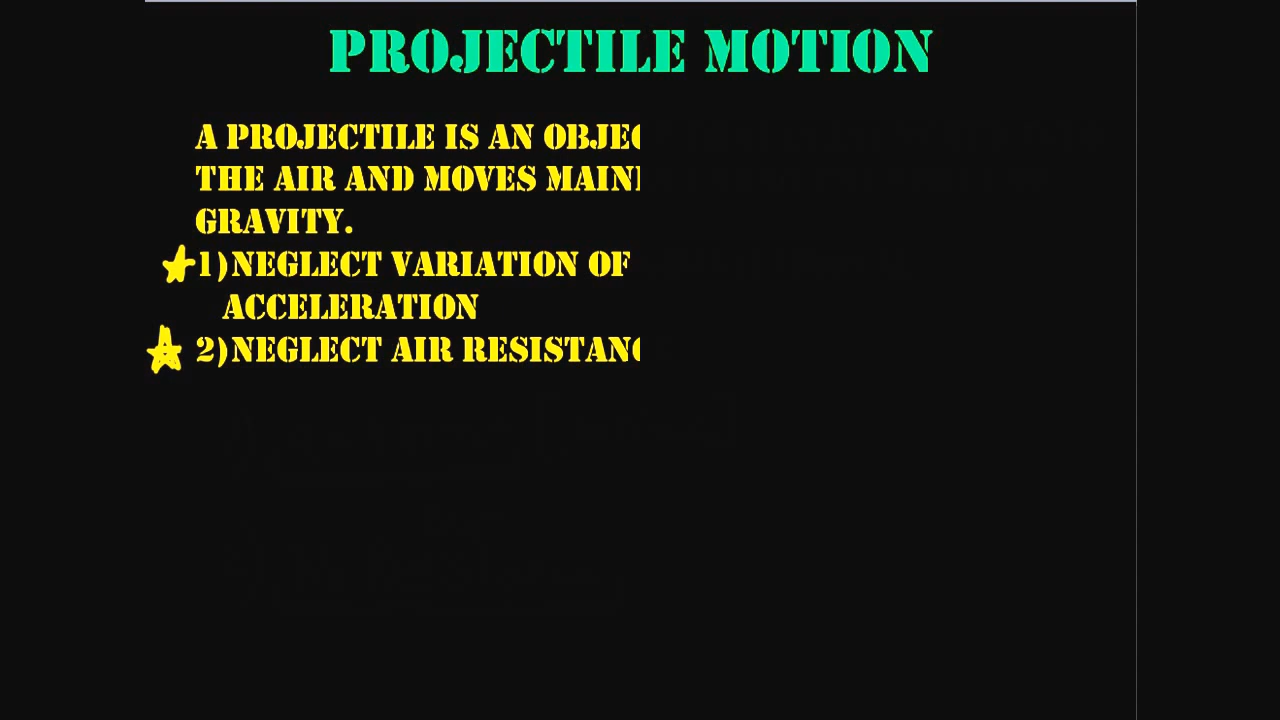 PROJECTILE MOTION
A PROJECTILE IS AN
THE AIR AND MOVES
GRAVITY.
1)NEGLECT VARIATION OF
ACCELERATION
2)NEGLECT AIR